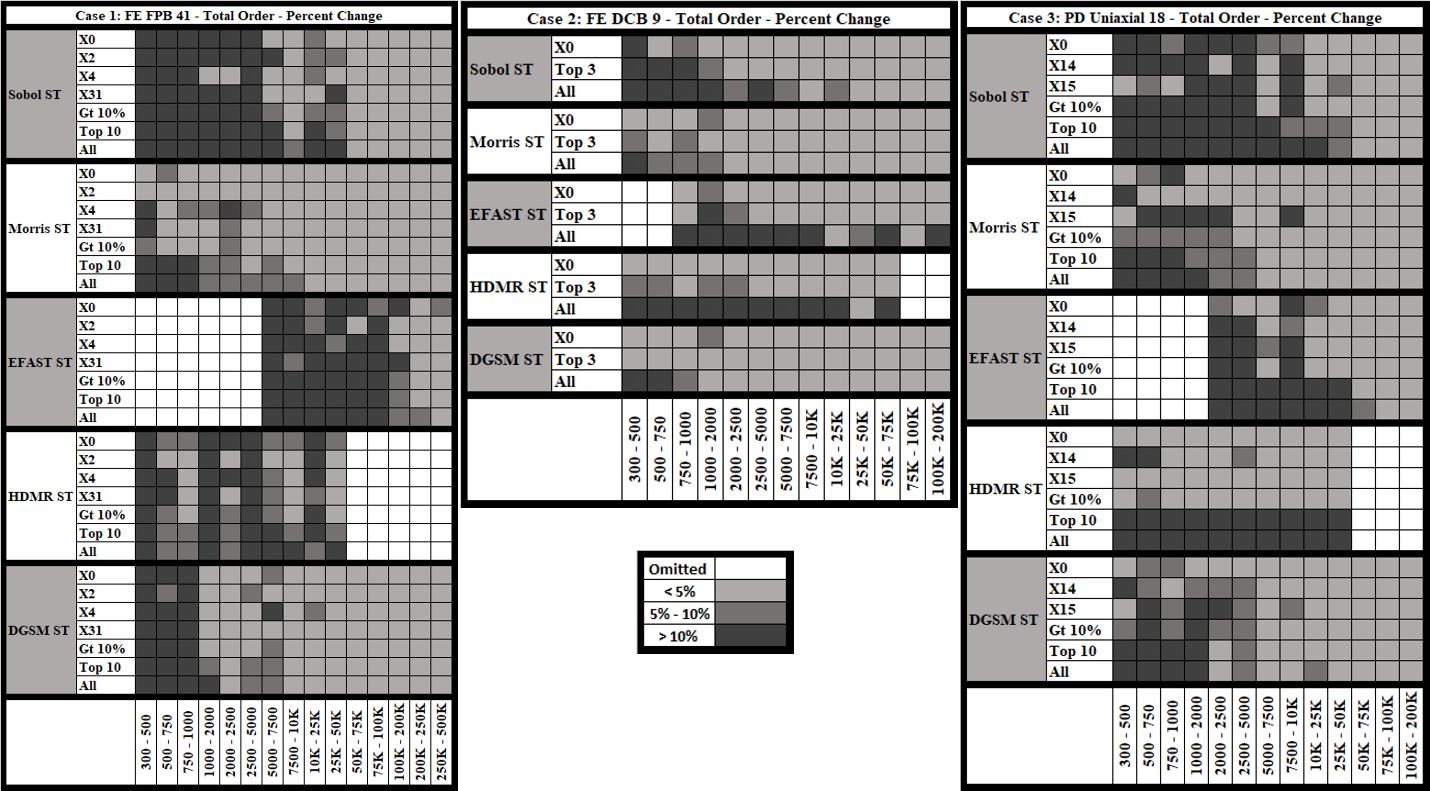 Case 1: FE FPB 41 - Total Order - Percent Change
Sobol ST
X0
X2
X4
X31
Gt 10%
Top 10
All
Morris ST
X0
X2
X4
X31
Gt 10%
Top 10
All
EFAST ST
X0
X2
X4
X31
Gt 10%
Top 10
All
HDMR ST
X0
X2
X4
X31
Gt 10%
Top 10
All
DGSM ST
X0
X2
X4
X31
Gt 10%
Top 10
All
300 - 500
500 - 750
750 - 1000
1000 - 2000
2000 - 2500
2500 - 5000
5000 - 7500
7500 - 10K
10K - 25K
25K - 50K
50K - 75K
75K - 100K
100K - 200K
200K - 250K
250K - 500K
Case 2: FE DCB 9 - Total Order - Percent Change
Sobol ST
X0
Top 3
All
Morris ST
X0
Top 3
All
EFAST ST
X0
Top 3
All
HDMR ST
X0
Top 3
All
DGSM ST
X0
Top 3
All
300 - 500
500 - 750
750 - 1000
1000 - 2000
2000 - 2500
2500 - 5000
5000 - 7500
7500 - 10K
10K - 25K
25K - 50K
50K - 75K
75K - 100K
100K - 200K
Omitted
< 5%
5% - 10%
> 10%
Case 3: PD Uniaxial 18 - Total Order - Percent Change
Sobol ST
X0
X14
X15
Gt 10%
Top 10
All
Morris ST
X0
X14
X15
Gt 10%
Top 10
All
EFAST ST
X0
X14
X15
Gt 10%
Top 10
All
HDMR ST
X0
X14
X15
Gt 10%
Top 10
All
DGSM ST
X0
X14
X15
Gt 10%
Top 10
All
300 - 500
500 - 750
750 - 1000
1000 - 2000
2000 - 2500
2500 - 5000
5000 - 7500
7500 - 10K
10K - 25K
25K - 50K
50K - 75K
75K - 100K
100K - 200K